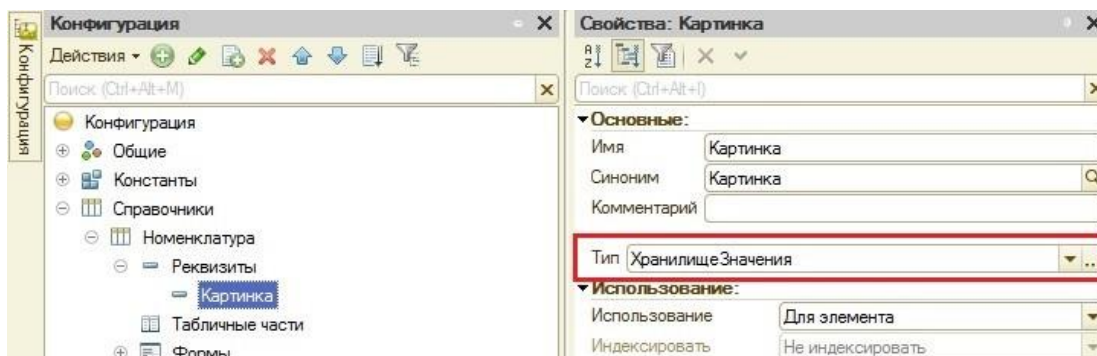 Конфигурация
Конфигурация
Действия
Поиск (Ctrl+Alt+M)
Конфигурация
Общие
Константы
Справочники
Номенклатура
Реквизиты
Картинка
Табличные части
Формы
Свойства: Картинка
Поиск (Ctrl+Alt+I)
Основные:
Имя Картинка
Синоним Картинка
Комментарий
Тип ХранилищеЗначения
Использование:
Использование Для элемента
Индексировать Не индексировать